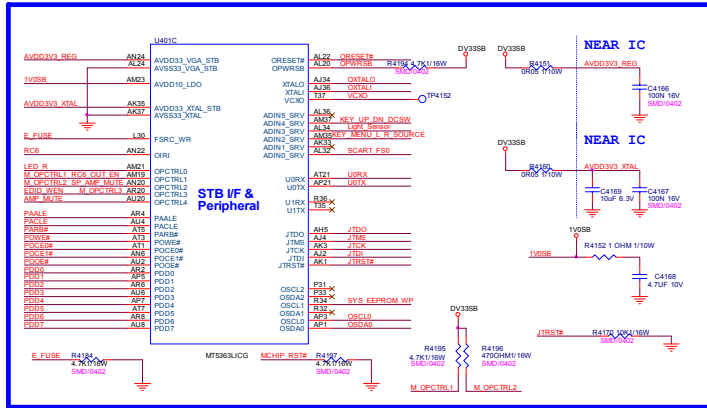 U401C
STB I/F &
Peripheral
MT5363LICG
AVDD3V3_REG AN24 AVDD33_VGA_STB
AL24 AVSS33_VGA_STB
1V0SB AM23 AVDD10_LDO
AVDD3V3_XTAL AK35 AVDD33_XTAL_STB
AK37 AVSS33_XTAL
E_FUSE L30 FSRC_WR
RC6 AN22 OIRI
LED_R AM21 OPCTRL0
M_OPCTRL1 RC6_OUT_EN AM19 OPCTRL1
M_OPCTRL2 SP_AMP_MUTE AN20 OPCTRL2
EDID_WEN M_OPCTRL3 AR20 OPCTRL3
AMP_MUTE AU20 OPCTRL4
PAALE AR4 PAALE
PACLE AU4 PACLE
PARB# AT5 PARB#
POWE# AT3 POWE#
POCE0# AT1 POCE0#
POCE1# AN6 POCE1#
POOE# AU2 POOE#
PDD0 AR2 PDD0
PDD1 AP5 PDD1
PDD2 AR6 PDD2
PDD3 AU6 PDD3
PDD4 AP7 PDD4
PDD5 AT7 PDD5
PDD6 AR8 PDD6
PDD7 AU8 PDD7
ORESET# AL22 ORESET#
OPWRSB AL20 OPWRSB
XTALO AJ34 OXTALO
XTALI AJ36 OXTALI
VCXO T37 VCXO TP4152
ADIN5_SRV AL36
ADIN4_SRV AM37 KEY_UP_DN_DCSW
ADIN3_SRV AL34 Light_Sensor
ADIN2_SRV AM35 KEY_MENU_L_R_SOURCE
ADIN1_SRV AK33
ADIN0_SRV AL32 SCART_FS0
U0RX AT21 U0RX
U0TX AP21 U0TX
U1RX R36
U1TX T35
JTDO AH5 JTDO
JTMS AJ4 JTMS
JTCK AK3 JTCK
JTDI AJ2 JTDI
JTRST# AK1 JTRST#
OSCL2 P31
OSDA2 P33
OSCL1 R34 SYS_EEPROM_WP
OSDA1 R32
OSCL0 AP3 OSCL0
OSDA0 AP1 OSDA0
DV33SB
R4194 4.7K1/16W
SMD/0402
DV33SB
NEAR IC
R4151 AVDD3V3_REG
0R05 1/10W
C4166
100N 16V
SMD/0402
NEAR IC
R4160 AVDD3V3_XTAL
0R05 1/10W
C4169
10uF 6.3V
C4167
100N 16V
SMD/0402
1V0SB
1V0SB R4152 1 OHM 1/10W
C4168
4.7UF 10V
DV33SB
R4195
4.7K1/16W
SMD/0402
R4196
470OHM1/16W
SMD/0402
M_OPCTRL1 M_OPCTRL2
JTRST# R4170 10K1/16W
SMD/0402
E_FUSE R4184
4.7K1/16W
SMD/0402
MCHIP_RST# R4197
4.7K1/16W
SMD/0402